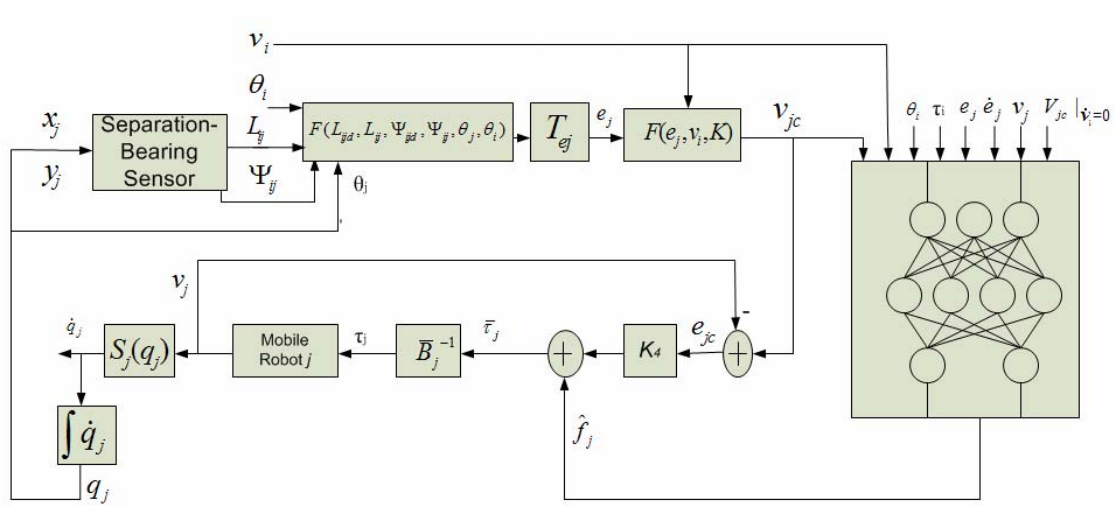 v_i
θ_i
x_j
y_j
Separation-
Bearing
Sensor
L_ij
Ψ_ij
F(L_ijd, L_ij, Ψ_ijd, Ψ_ij, θ_j, θ_i)
θ_j
T_ej
e_j
F(e_j, v_i, K)
v_jc
θ_i τ_i e_j ė_j v_j V_jc |_v̇_i=0
v_j
-
q̇_j
S_j(q_j)
Mobile
Robot j
τ_j
B̄_j⁻¹
τ̄_j
+
K_4
e_jc
+
∫q̇_j
q_j
f̂_j